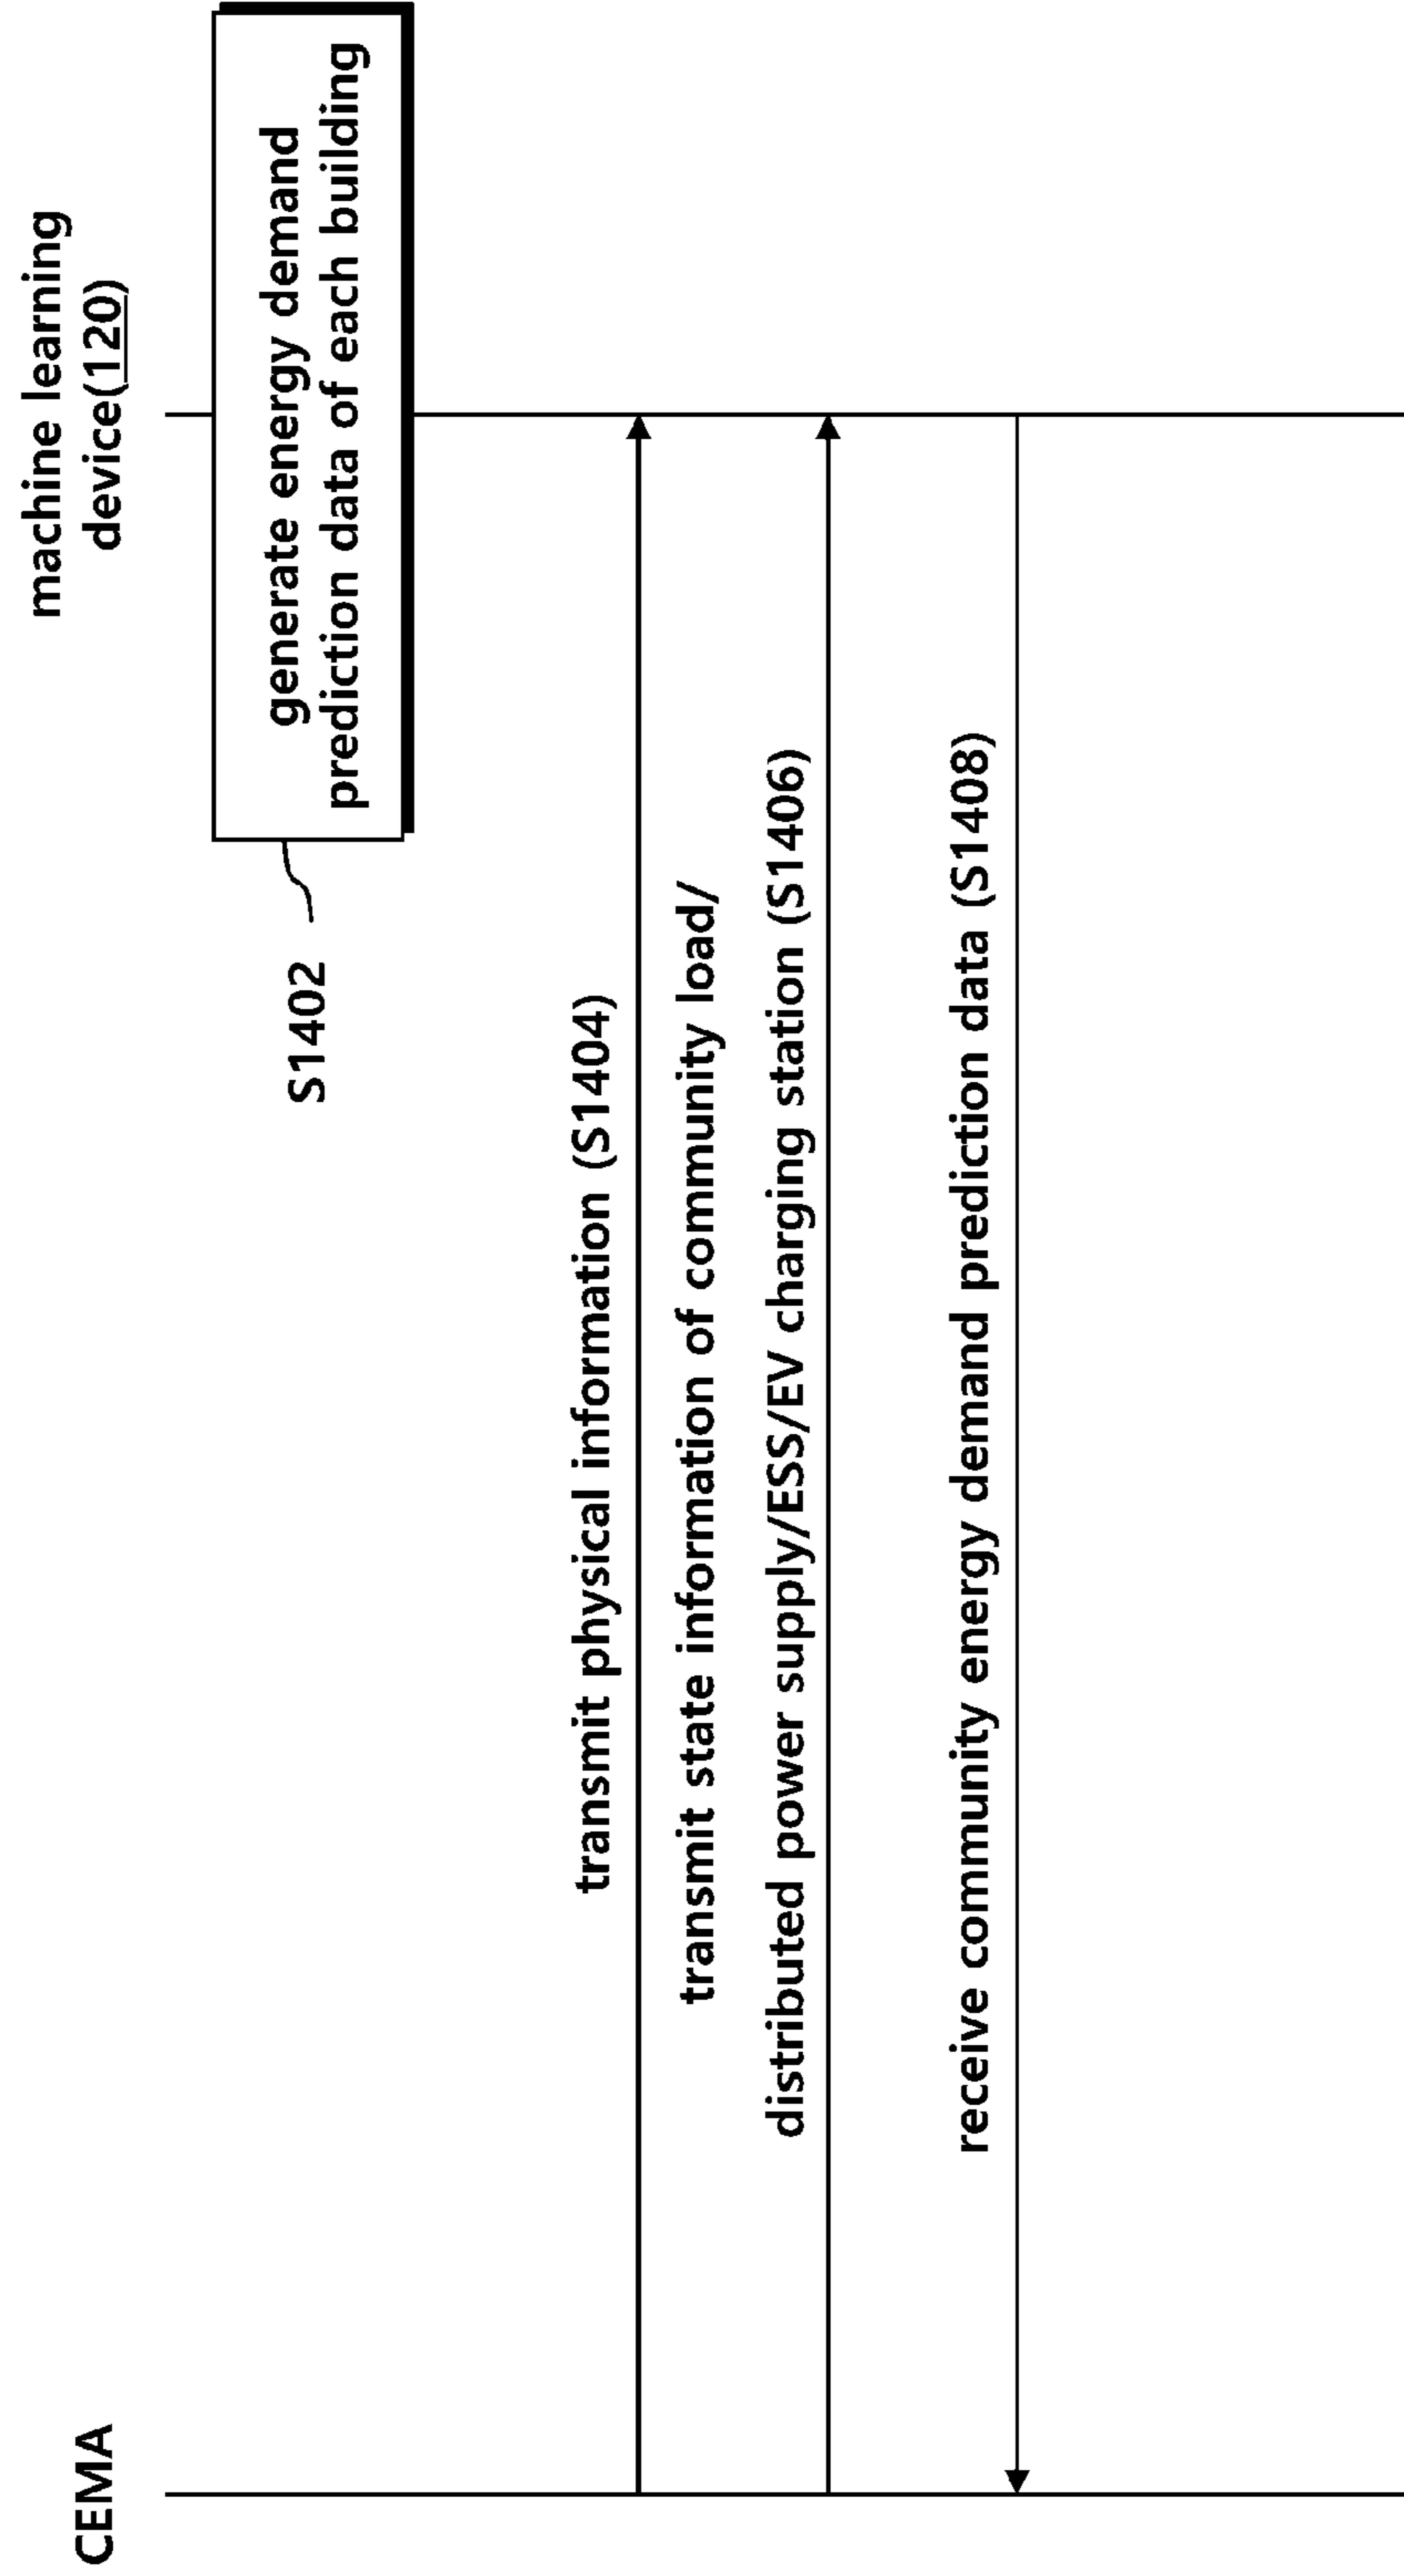 CEMA
machine learning
device(120)
generate energy demand
prediction data of each building
S1402
transmit physical information (S1404)
transmit state information of community load/
distributed power supply/ESS/EV charging station (S1406)
receive community energy demand prediction data (S1408)